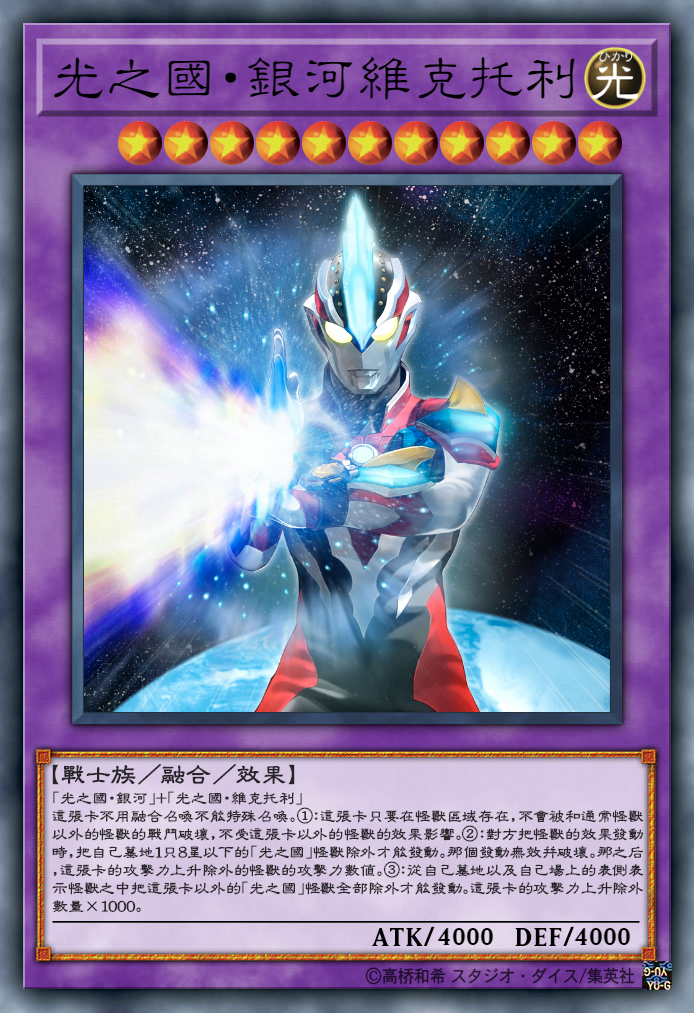 光之國・銀河維克托利
ひかり
光
【戰士族／融合／效果】
「光之國・銀河」+「光之國・維克托利」
這張卡不用融合召喚不能特殊召喚。①：這張卡只要在怪獸區域存在，不會被和通常怪獸
以外的怪獸的戰鬥破壞，不受這張卡以外的怪獸的效果影響。②：對方把怪獸的效果發動
時，把自己墓地1只8星以下的「光之國」怪獸除外才能發動。那個發動無效并破壞。那之后
，這張卡的攻擊力上升除外的怪獸的攻擊力數值。③：從自己墓地以及自己場上的表側表
示怪獸之中把這張卡以外的「光之國」怪獸全部除外才能發動。這張卡的攻擊力上升除外
數量×1000。
ATK/4000 DEF/4000
©高桥和希 スタジオ・ダイス/集英社
YU-G